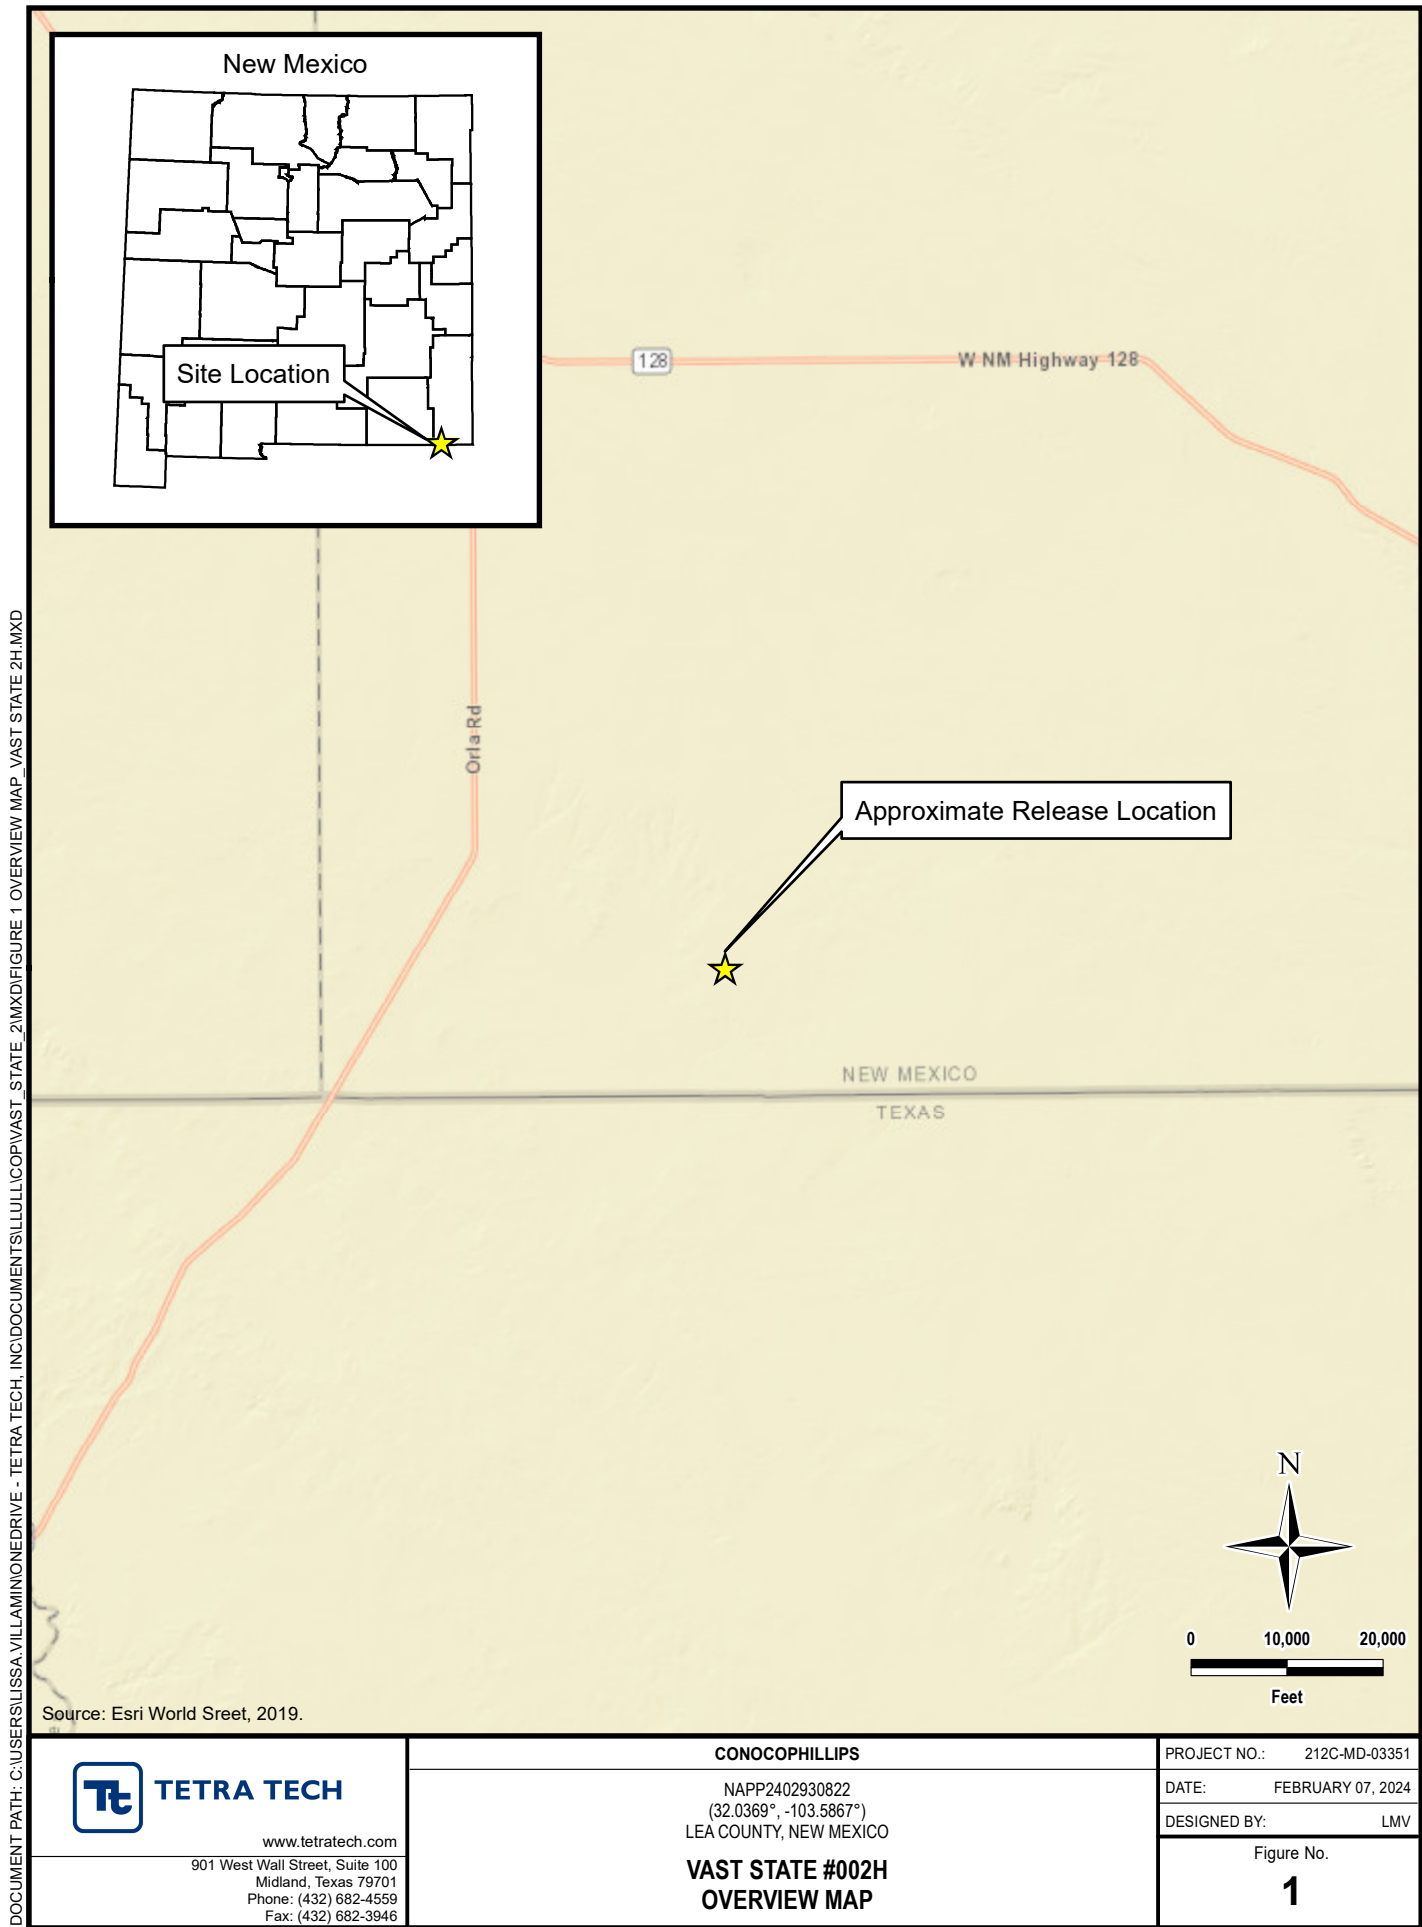 New Mexico
Site Location
128
W NM Highway 128
Orla Rd
Approximate Release Location
NEW MEXICO
TEXAS
N
0 10,000 20,000
Feet
Source: Esri World Sreet, 2019.
DOCUMENT PATH: C:\USERS\LISSA.VILLAMIN\ONEDRIVE - TETRA TECH, INC\DOCUMENTS\LLULL\COP\VAST_STATE_2\MXD\FIGURE 1 OVERVIEW MAP_VAST STATE 2H.MXD
Tt TETRA TECH
www.tetratech.com
901 West Wall Street, Suite 100
Midland, Texas 79701
Phone: (432) 682-4559
Fax: (432) 682-3946
CONOCOPHILLIPS
NAPP2402930822
(32.0369°, -103.5867°)
LEA COUNTY, NEW MEXICO
VAST STATE #002H
OVERVIEW MAP
PROJECT NO.: 212C-MD-03351
DATE: FEBRUARY 07, 2024
DESIGNED BY: LMV
Figure No.
1